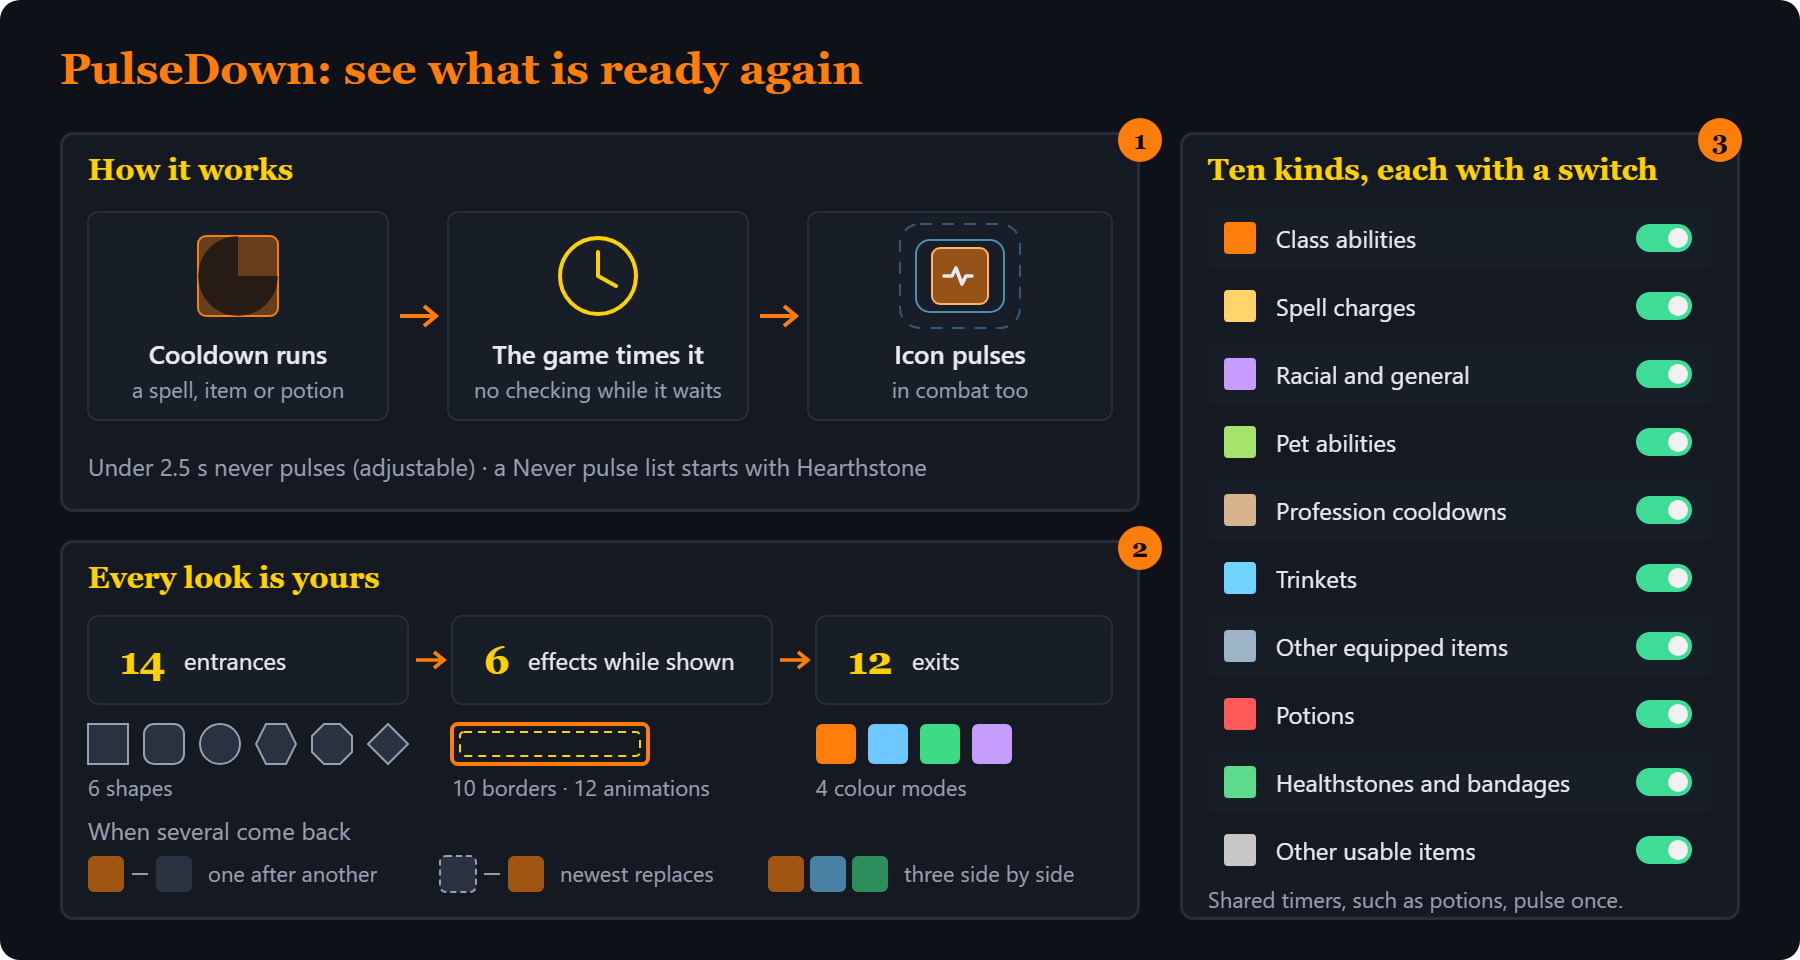 PulseDown: see what is ready again
1
How it works
Cooldown runs
a spell, item or potion
The game times it
no checking while it waits
Icon pulses
in combat too
Under 2.5 s never pulses (adjustable) · a Never pulse list starts with Hearthstone
2
Every look is yours
14 entrances
6 effects while shown
12 exits
6 shapes
10 borders · 12 animations
4 colour modes
When several come back
one after another
newest replaces
three side by side
3
Ten kinds, each with a switch
Class abilities
Spell charges
Racial and general
Pet abilities
Profession cooldowns
Trinkets
Other equipped items
Potions
Healthstones and bandages
Other usable items
Shared timers, such as potions, pulse once.